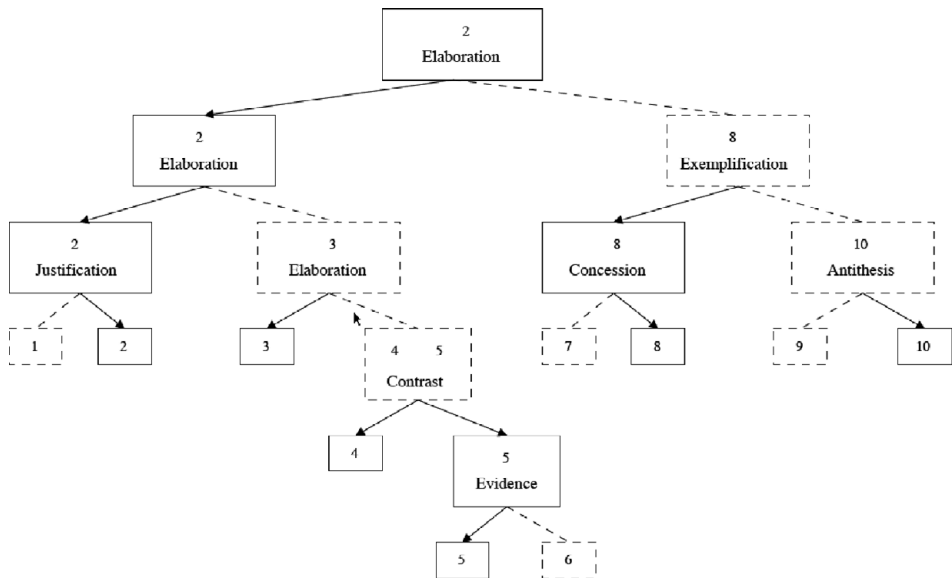 2
Elaboration
2
Elaboration
8
Exemplification
2
Justification
3
Elaboration
8
Concession
10
Antithesis
1
2
3
4 5
Contrast
7
8
9
10
4
5
Evidence
5
6